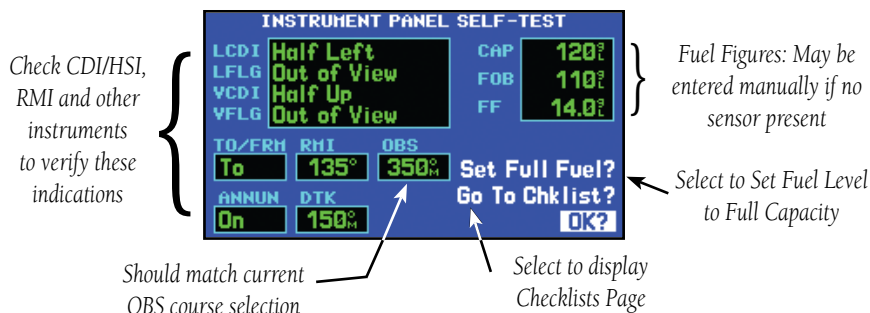 INSTRUMENT PANEL SELF-TEST
Check CDI/HSI,
RMI and other
instruments
to verify these
indications
LCDI Half Left
LFLG Out of View
VCDI Half Up
VFLG Out of View
CAP 120 gL
FOB 110 gL
FF 14.0 gL
Fuel Figures: May be
entered manually if no
sensor present
TO/FRM RMI OBS
To 135° 350°M
ANNUN DTK
On 150°M
Set Full Fuel?
Go To Chklist?
OK?
Select to Set Fuel Level
to Full Capacity
Should match current
OBS course selection
Select to display
Checklists Page